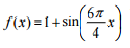 f(x) = 1 + sin(6π/4 x)